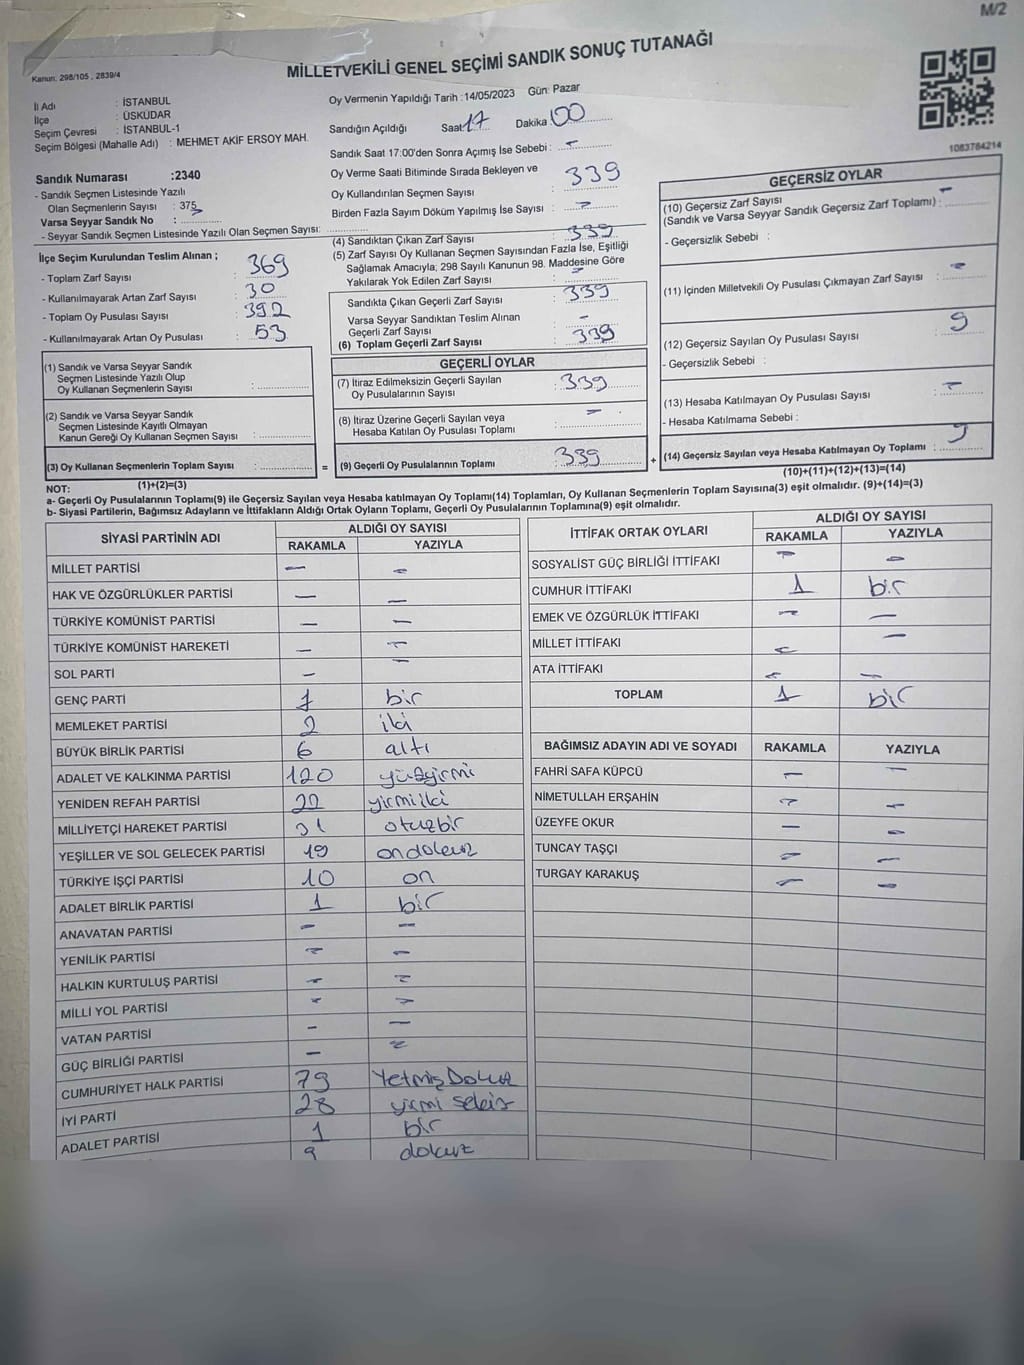 M/2
Kanun: 298/105 , 2839/4
MİLLETVEKİLİ GENEL SEÇİMİ SANDIK SONUÇ TUTANAĞI
İl Adı : İSTANBUL
İlçe : ÜSKÜDAR
Seçim Çevresi : İSTANBUL-1
Seçim Bölgesi (Mahalle Adı) : MEHMET AKİF ERSOY MAH.
Sandık Numarası :2340
- Sandık Seçmen Listesinde Yazılı
Olan Seçmenlerin Sayısı : 375
Varsa Seyyar Sandık No :
- Seyyar Sandık Seçmen Listesinde Yazılı Olan Seçmen Sayısı:
Oy Vermenin Yapıldığı Tarih :14/05/2023 Gün: Pazar
Sandığın Açıldığı Saat 17 Dakika 00
Sandık Saat 17:00'den Sonra Açımış İse Sebebi : -
Oy Verme Saati Bitiminde Sırada Bekleyen ve
Oy Kullandırılan Seçmen Sayısı : 339
Birden Fazla Sayım Döküm Yapılmış İse Sayısı : -
1083784214
İlçe Seçim Kurulundan Teslim Alınan ;
- Toplam Zarf Sayısı : 369
- Kullanılmayarak Artan Zarf Sayısı : 30
- Toplam Oy Pusulası Sayısı : 392
- Kullanılmayarak Artan Oy Pusulası : 53
(4) Sandıktan Çıkan Zarf Sayısı : 339
(5) Zarf Sayısı Oy Kullanan Seçmen Sayısından Fazla İse, Eşitliği
Sağlamak Amacıyla; 298 Sayılı Kanunun 98. Maddesine Göre
Yakılarak Yok Edilen Zarf Sayısı : -
Sandıkta Çıkan Geçerli Zarf Sayısı : 339
Varsa Seyyar Sandıktan Teslim Alınan
Geçerli Zarf Sayısı : -
(6) Toplam Geçerli Zarf Sayısı : 339
GEÇERSİZ OYLAR
(10) Geçersiz Zarf Sayısı
(Sandık ve Varsa Seyyar Sandık Geçersiz Zarf Toplamı) : -
- Geçersizlik Sebebi :
(11) İçinden Milletvekili Oy Pusulası Çıkmayan Zarf Sayısı : -
(12) Geçersiz Sayılan Oy Pusulası Sayısı : 9
- Geçersizlik Sebebi :
(13) Hesaba Katılmayan Oy Pusulası Sayısı : -
- Hesaba Katılmama Sebebi :
(14) Geçersiz Sayılan veya Hesaba Katılmayan Oy Toplamı : 9
(10)+(11)+(12)+(13)=(14)
(1) Sandık ve Varsa Seyyar Sandık
Seçmen Listesinde Yazılı Olup
Oy Kullanan Seçmenlerin Sayısı :
(2) Sandık ve Varsa Seyyar Sandık
Seçmen Listesinde Kayıtlı Olmayan
Kanun Gereği Oy Kullanan Seçmen Sayısı :
(3) Oy Kullanan Seçmenlerin Toplam Sayısı : =
(1)+(2)=(3)
GEÇERLİ OYLAR
(7) İtiraz Edilmeksizin Geçerli Sayılan
Oy Pusulalarının Sayısı : 339
(8) İtiraz Üzerine Geçerli Sayılan veya
Hesaba Katılan Oy Pusulası Toplamı : -
(9) Geçerli Oy Pusulalarının Toplamı : 339 +
NOT:
a- Geçerli Oy Pusulalarının Toplamı(9) ile Geçersiz Sayılan veya Hesaba katılmayan Oy Toplamı(14) Toplamları, Oy Kullanan Seçmenlerin Toplam Sayısına(3) eşit olmalıdır. (9)+(14)=(3)
b- Siyasi Partilerin, Bağımsız Adayların ve İttifakların Aldığı Oyların Toplamı, Geçerli Oy Pusulalarının Toplamına(9) eşit olmalıdır.
SİYASİ PARTİNİN ADI ALDIĞI OY SAYISI
RAKAMLA YAZIYLA
MİLLET PARTİSİ - -
HAK VE ÖZGÜRLÜKLER PARTİSİ - -
TÜRKİYE KOMÜNİST PARTİSİ - -
TÜRKİYE KOMÜNİST HAREKETİ - -
SOL PARTİ - -
GENÇ PARTİ 1 bir
MEMLEKET PARTİSİ 2 iki
BÜYÜK BİRLİK PARTİSİ 6 altı
ADALET VE KALKINMA PARTİSİ 120 yüzyirmi
YENİDEN REFAH PARTİSİ 22 yirmiiki
MİLLİYETÇİ HAREKET PARTİSİ 31 otuzbir
YEŞİLLER VE SOL GELECEK PARTİSİ 19 ondokuz
TÜRKİYE İŞÇİ PARTİSİ 10 on
ADALET BİRLİK PARTİSİ 1 bir
ANAVATAN PARTİSİ - -
YENİLİK PARTİSİ - -
HALKIN KURTULUŞ PARTİSİ - -
MİLLİ YOL PARTİSİ - -
VATAN PARTİSİ - -
GÜÇ BİRLİĞİ PARTİSİ - -
CUMHURİYET HALK PARTİSİ 79 Yetmiş Dokuz
İYİ PARTİ 28 yirmi sekiz
ADALET PARTİSİ 1 bir
9 dokuz
İTTİFAK ORTAK OYLARI ALDIĞI OY SAYISI
RAKAMLA YAZIYLA
SOSYALİST GÜÇ BİRLİĞİ İTTİFAKI - -
CUMHUR İTTİFAKI 1 bir
EMEK VE ÖZGÜRLÜK İTTİFAKI - -
MİLLET İTTİFAKI - -
ATA İTTİFAKI - -
TOPLAM 1 bir
BAĞIMSIZ ADAYIN ADI VE SOYADI RAKAMLA YAZIYLA
FAHRİ SAFA KÜPCÜ - -
NİMETULLAH ERŞAHİN - -
ÜZEYFE OKUR - -
TUNCAY TAŞÇI - -
TURGAY KARAKUŞ - -